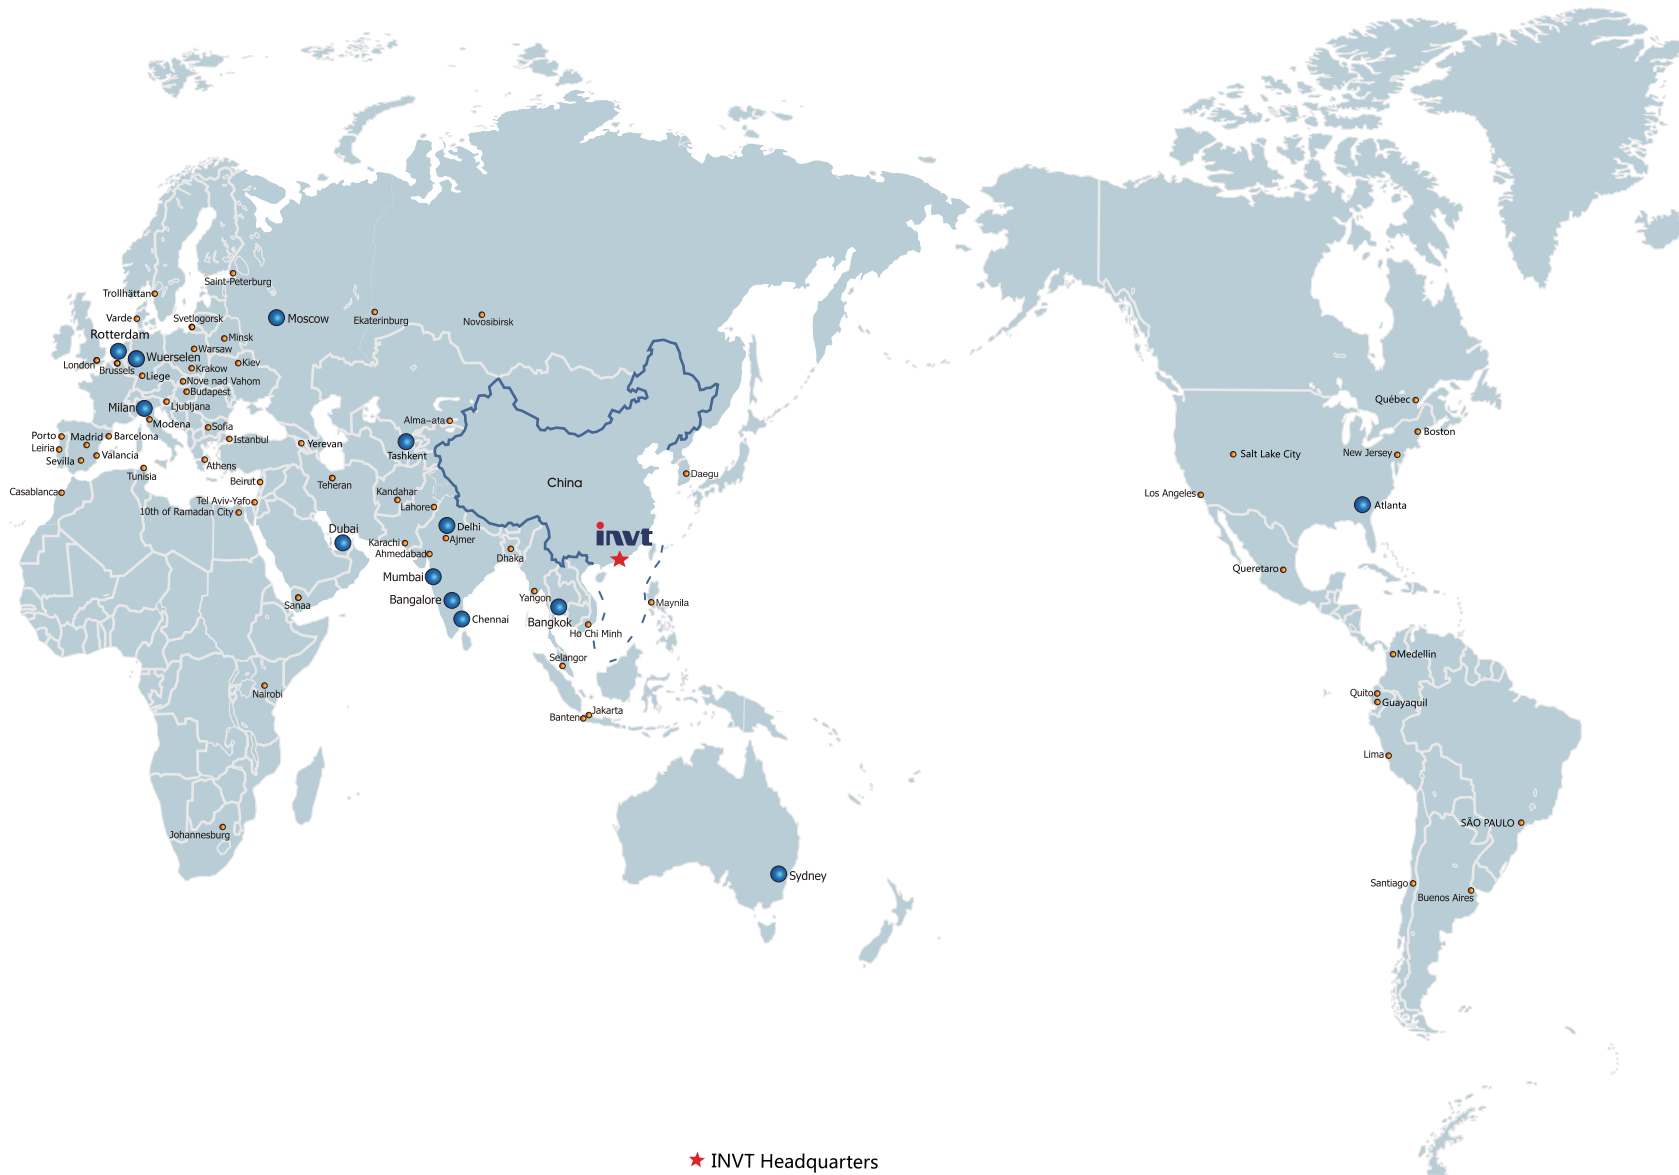 Saint-Peterburg
Trollhättan
Varde
Svetlogorsk
Moscow
Ekaterinburg
Novosibirsk
Rotterdam
Minsk
Warsaw
Wuerselen
London
Brussels
Kiev
Krakow
Liege
Nove nad Vahom
Budapest
Milan
Ljubljana
Modena
Sofia
Alma-ata
Porto
Madrid
Barcelona
Istanbul
Yerevan
Leiria
Valancia
Tashkent
Sevilla
Athens
Tunisia
Beirut
Teheran
Casablanca
Kandahar
Tel Aviv-Yafo
Lahore
10th of Ramadan City
Dubai
Delhi
Karachi
Ajmer
Ahmedabad
Dhaka
Mumbai
Bangalore
Chennai
Sanaa
Yangon
Bangkok
Ho Chi Minh
Maynila
Selangor
Nairobi
Banten
Jakarta
Johannesburg
Sydney
China
invt
Daegu
Québec
Boston
New Jersey
Salt Lake City
Los Angeles
Atlanta
Queretaro
Medellin
Quito
Guayaquil
Lima
SÃO PAULO
Santiago
Buenos Aires
INVT Headquarters